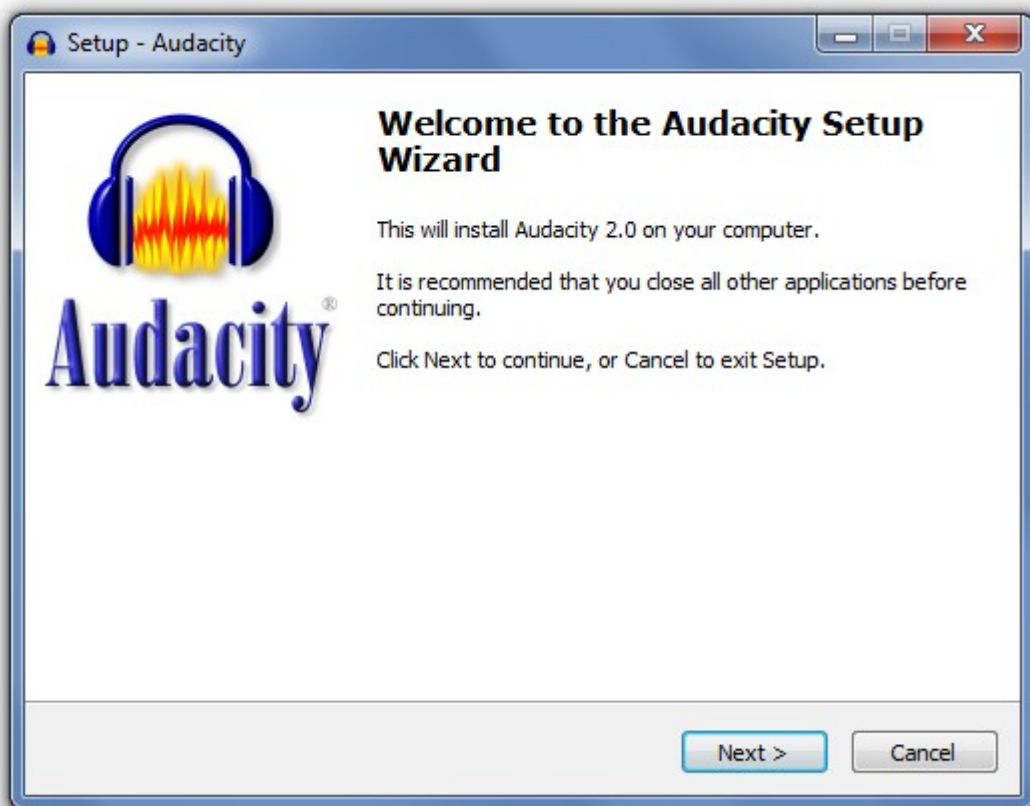 Setup - Audacity
Welcome to the Audacity Setup
Wizard
This will install Audacity 2.0 on your computer.
It is recommended that you close all other applications before
continuing.
Click Next to continue, or Cancel to exit Setup.
Audacity®
Next >
Cancel